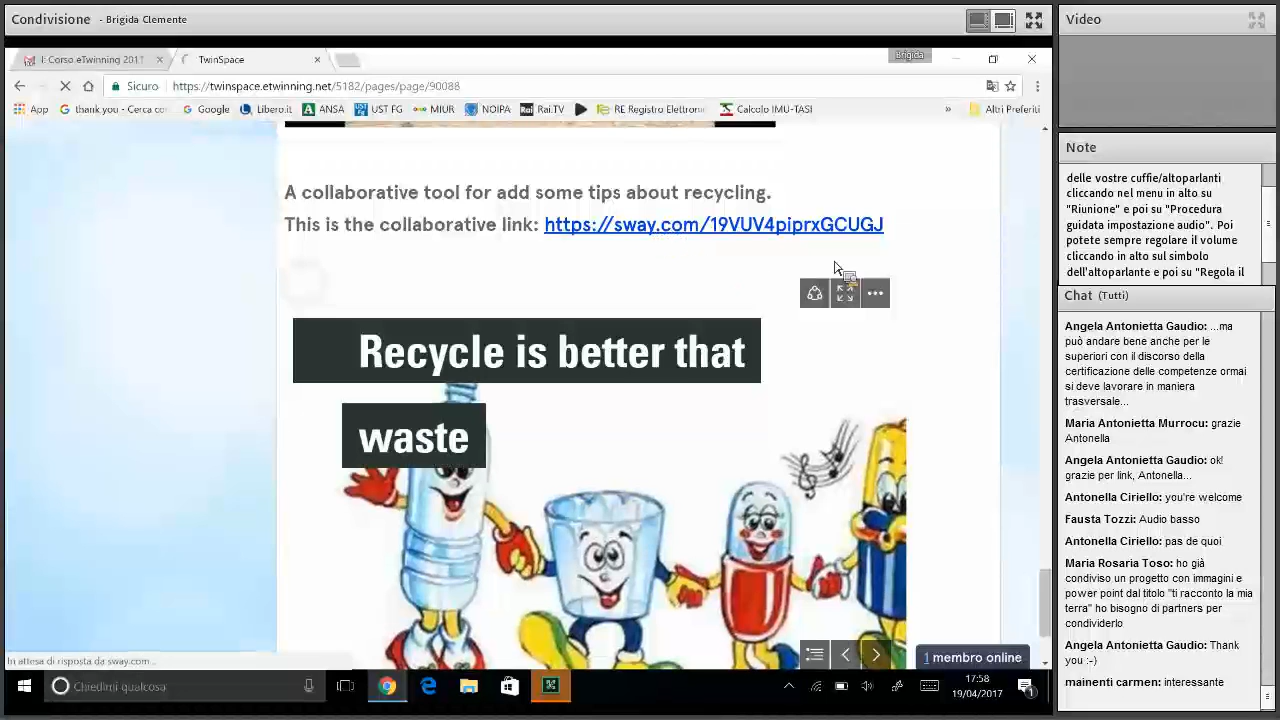 Condivisione - Brigida Clemente
I: Corso eTwinning 201
TwinSpace
Brigida
Sicuro
https://twinspace.etwinning.net/5182/pages/page/90088
App
thank you - Cerca co
Google
Libero.it
ANSA
UST FG
MIUR
NOIPA
Rai.TV
RE Registro Elettroni
Calcolo IMU-TASI
»
Altri Preferiti
A collaborative tool for add some tips about recycling.
This is the collaborative link: https://sway.com/19VUV4piprxGCUGJ
Recycle is better that
waste
1 membro online
In attesa di risposta da sway.com...
Chiedimi qualcosa
17:58
19/04/2017
1
Video
Note
delle vostre cuffie/altoparlanti
cliccando nel menu in alto su
"Riunione" e poi su "Procedura
guidata impostazione audio". Poi
potete sempre regolare il volume
cliccando in alto sul simbolo
dell'altoparlante e poi su "Regola il
Chat (Tutti)
Angela Antonietta Gaudio: ...ma
può andare bene anche per le
superiori con il discorso della
certificazione delle competenze ormai
si deve lavorare in maniera
trasversale...
Maria Antonietta Murrocu: grazie
Antonella
Angela Antonietta Gaudio: ok!
grazie per link, Antonella...
Antonella Ciriello: you're welcome
Fausta Tozzi: Audio basso
Antonella Ciriello: pas de quoi
Maria Rosaria Toso: ho già
condiviso un progetto con immagini e
power point dal titolo "ti racconto la mia
terra" ho bisogno di partners per
condividerlo
Angela Antonietta Gaudio: Thank
you :-)
mainenti carmen: interessante